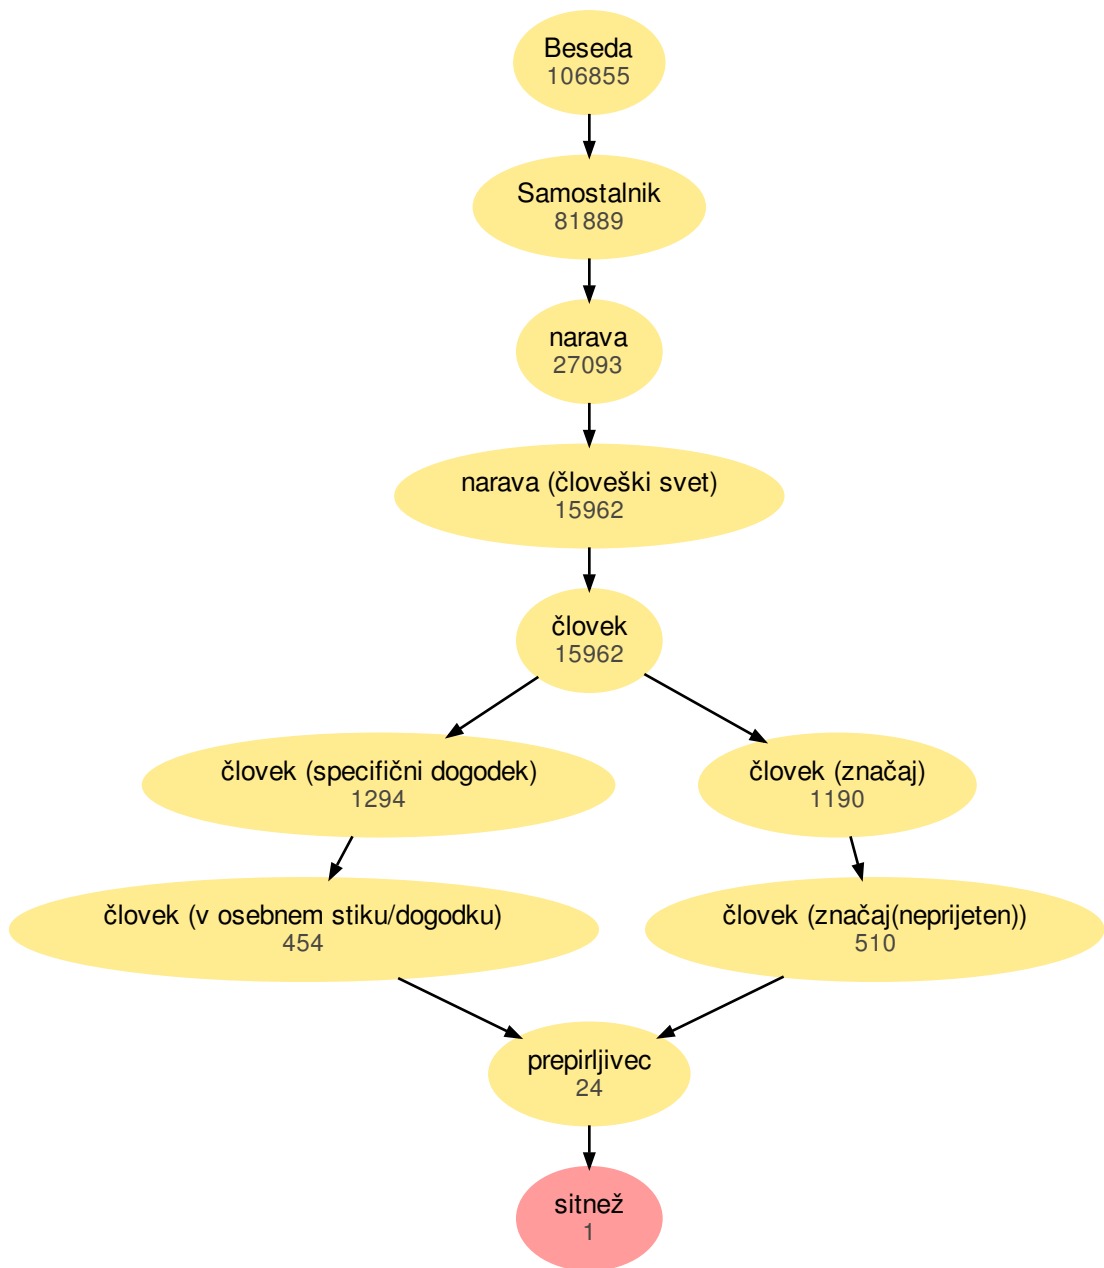 Beseda
106855
Samostalnik
81889
narava
27093
narava (človeški svet)
15962
človek
15962
človek (specifični dogodek)
1294
človek (značaj)
1190
človek (v osebnem stiku/dogodku)
454
človek (značaj(neprijeten))
510
prepirljivec
24
sitnež
1